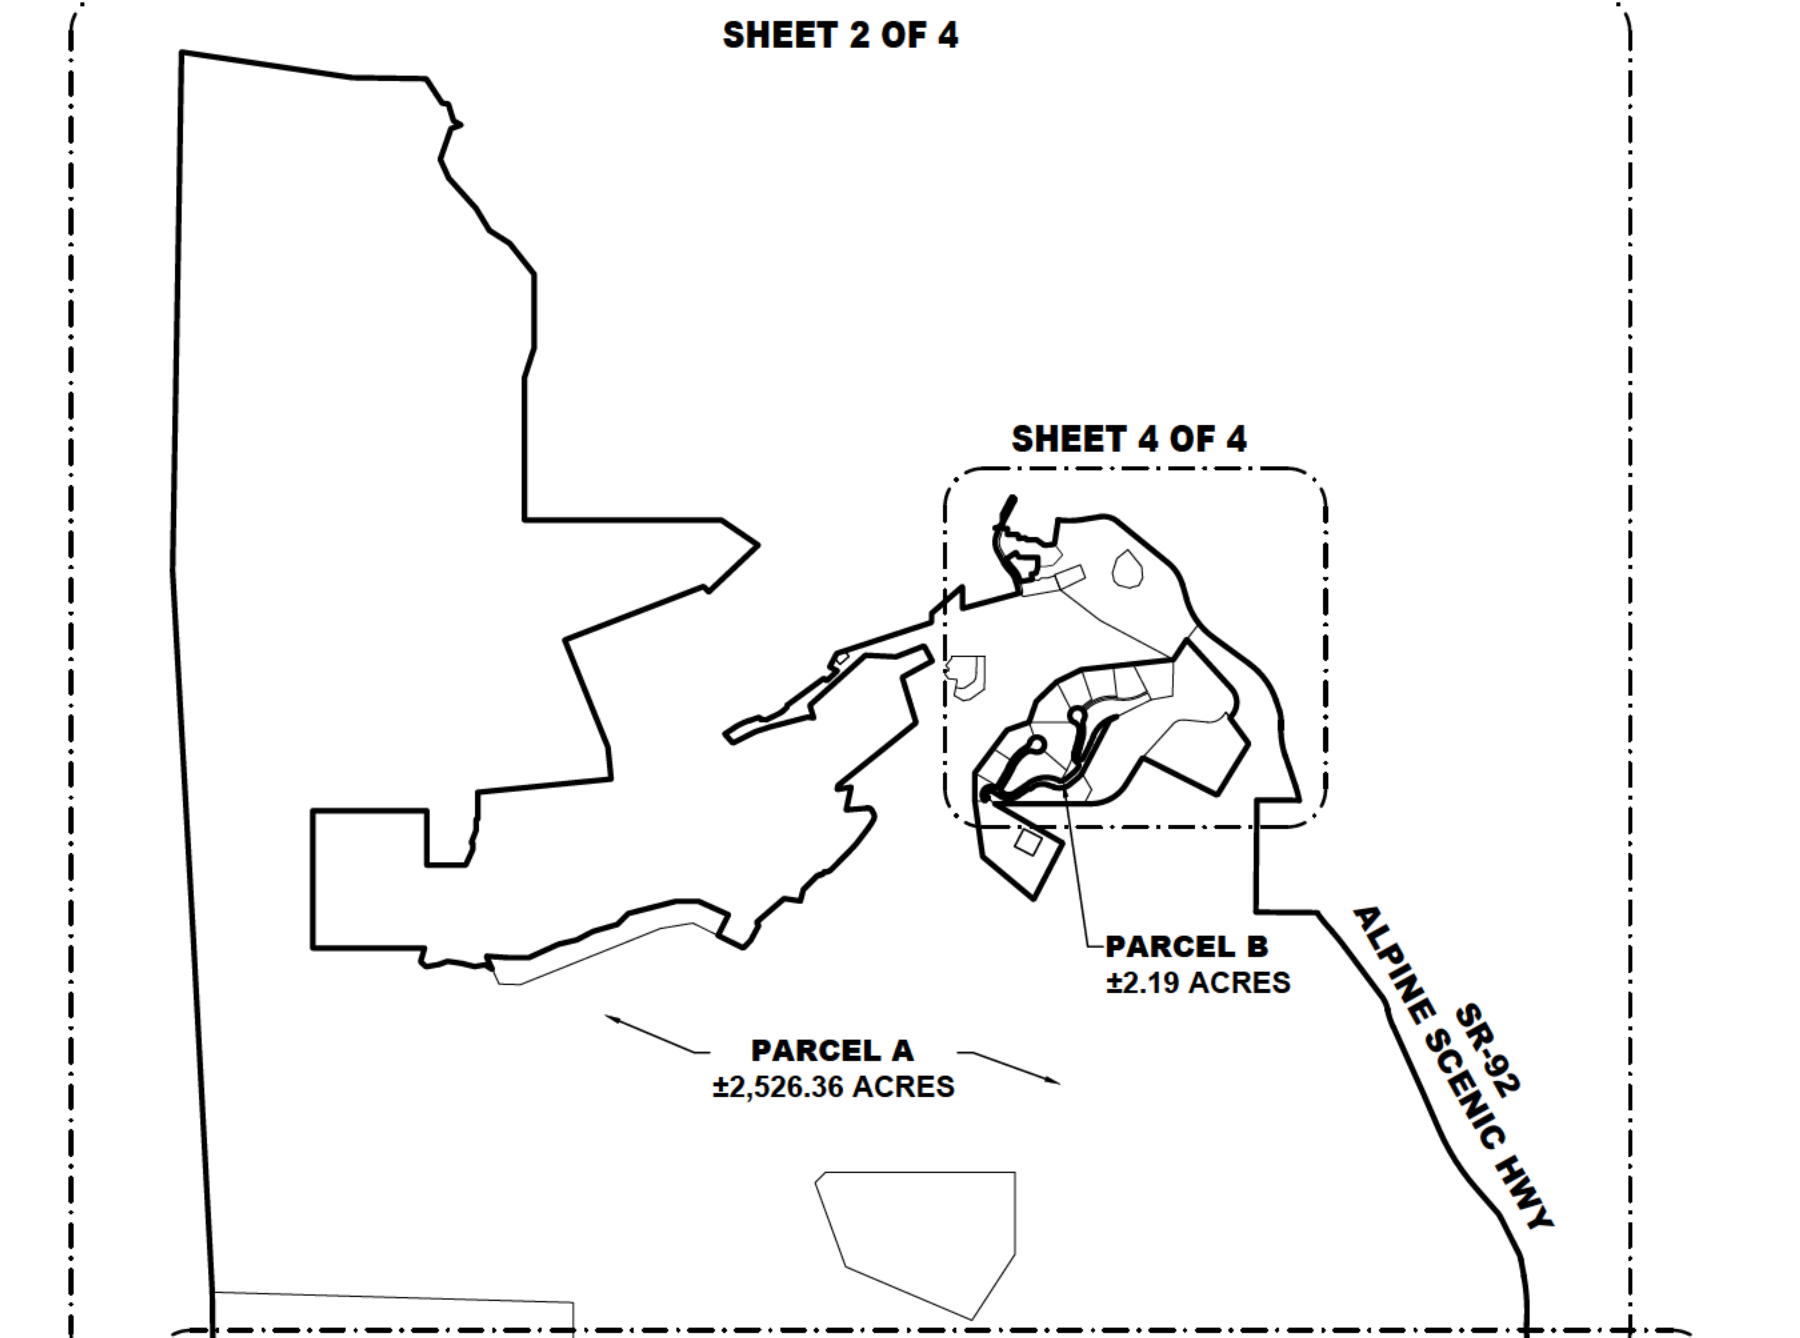 SHEET 2 OF 4
SHEET 4 OF 4
PARCEL B
±2.19 ACRES
PARCEL A
±2,526.36 ACRES
SR-92
ALPINE SCENIC HWY